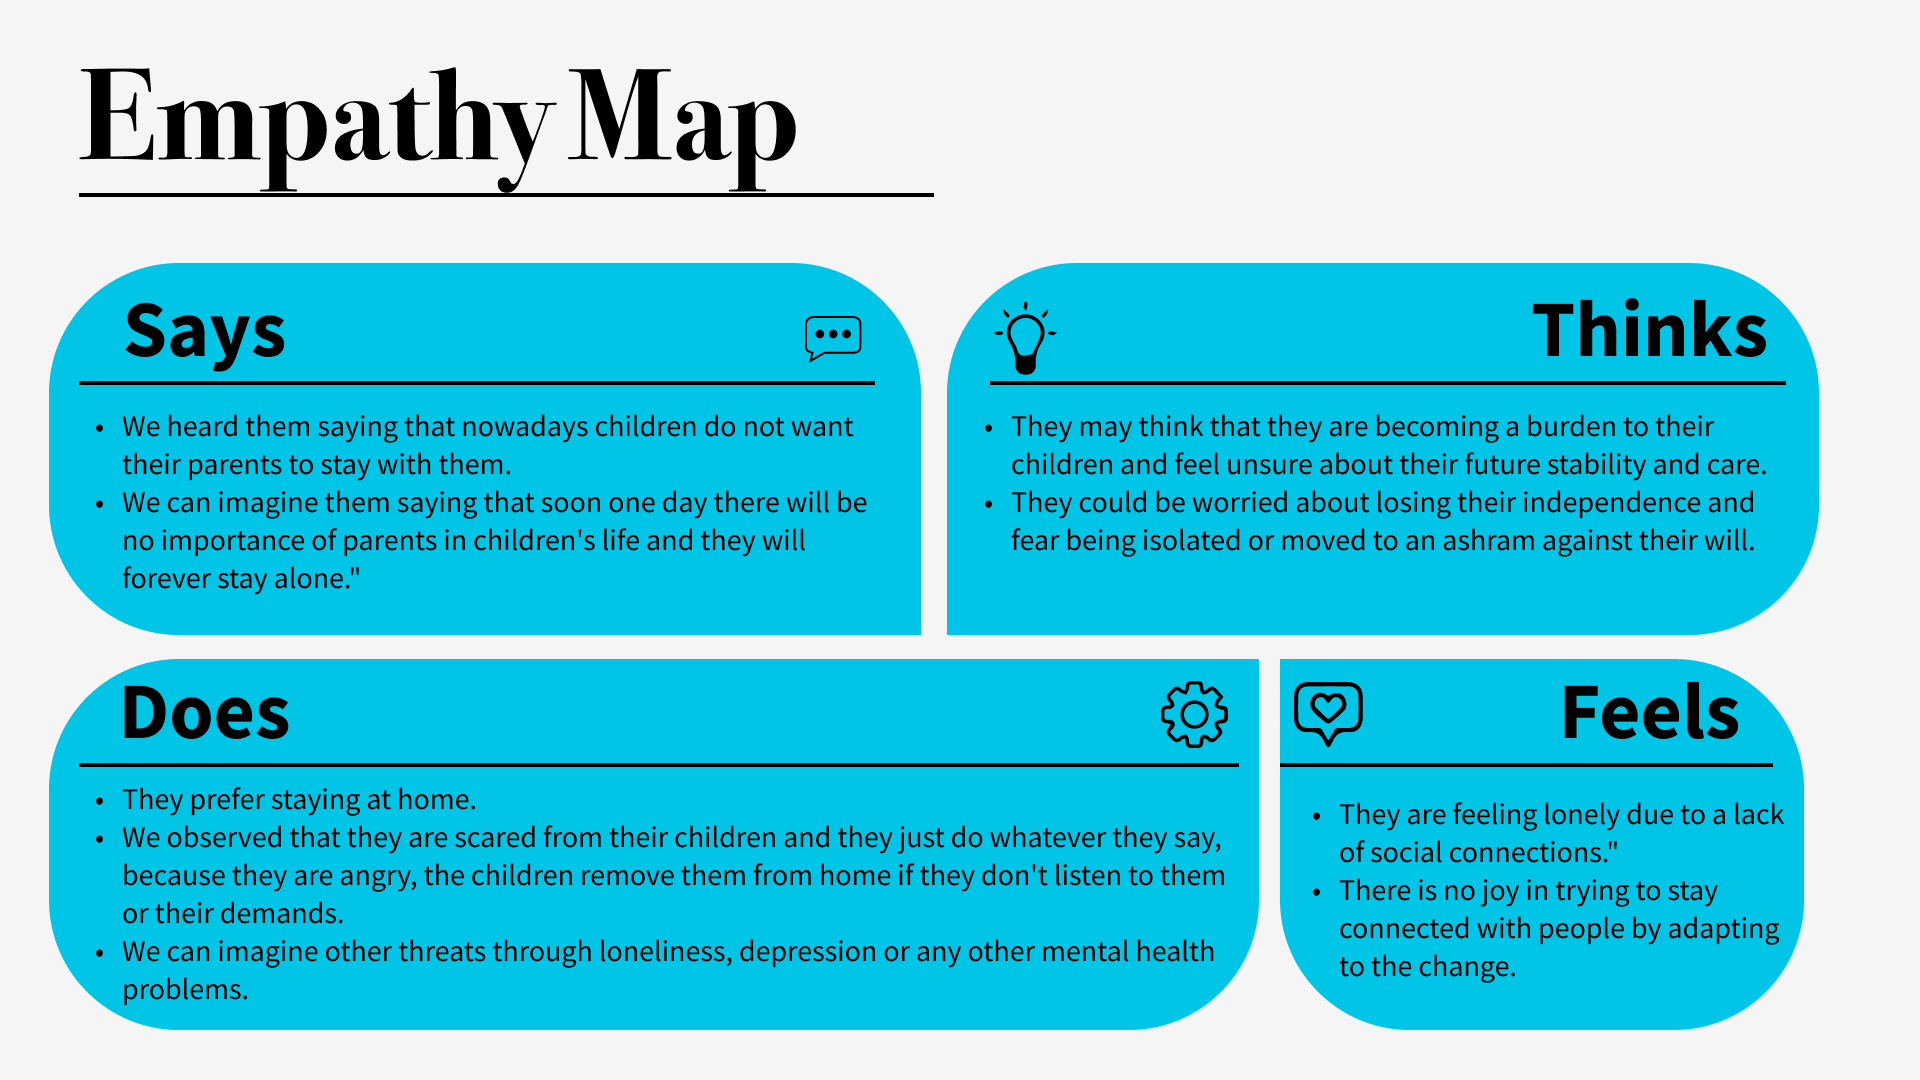 Empathy Map
Says
• We heard them saying that nowadays children do not want
their parents to stay with them.
• We can imagine them saying that soon one day there will be
no importance of parents in children's life and they will
forever stay alone."
Thinks
• They may think that they are becoming a burden to their
children and feel unsure about their future stability and care.
• They could be worried about losing their independence and
fear being isolated or moved to an ashram against their will.
Does
• They prefer staying at home.
• We observed that they are scared from their children and they just do whatever they say,
because they are angry, the children remove them from home if they don't listen to them
or their demands.
• We can imagine other threats through loneliness, depression or any other mental health
problems.
Feels
• They are feeling lonely due to a lack
of social connections."
• There is no joy in trying to stay
connected with people by adapting
to the change.